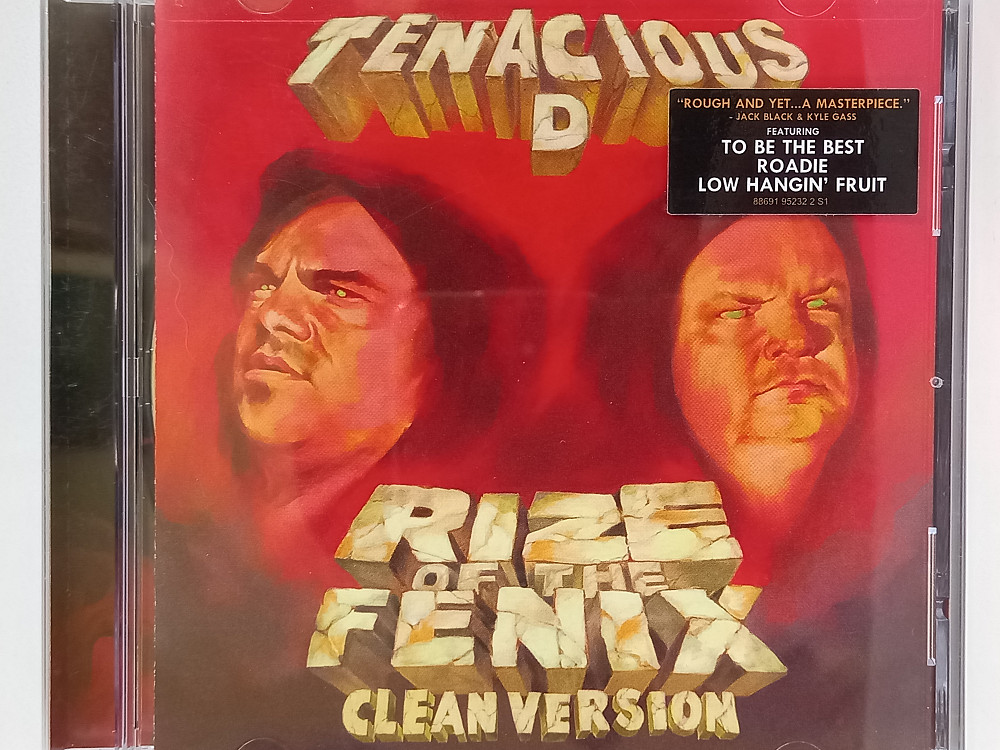 TENACIOUS
D
“ROUGH AND YET...A MASTERPIECE.”
- JACK BLACK & KYLE GASS
FEATURING
TO BE THE BEST
ROADIE
LOW HANGIN’ FRUIT
88691 95232 2 S1
RIZE
OF THE
FENIX
CLEAN VERSION